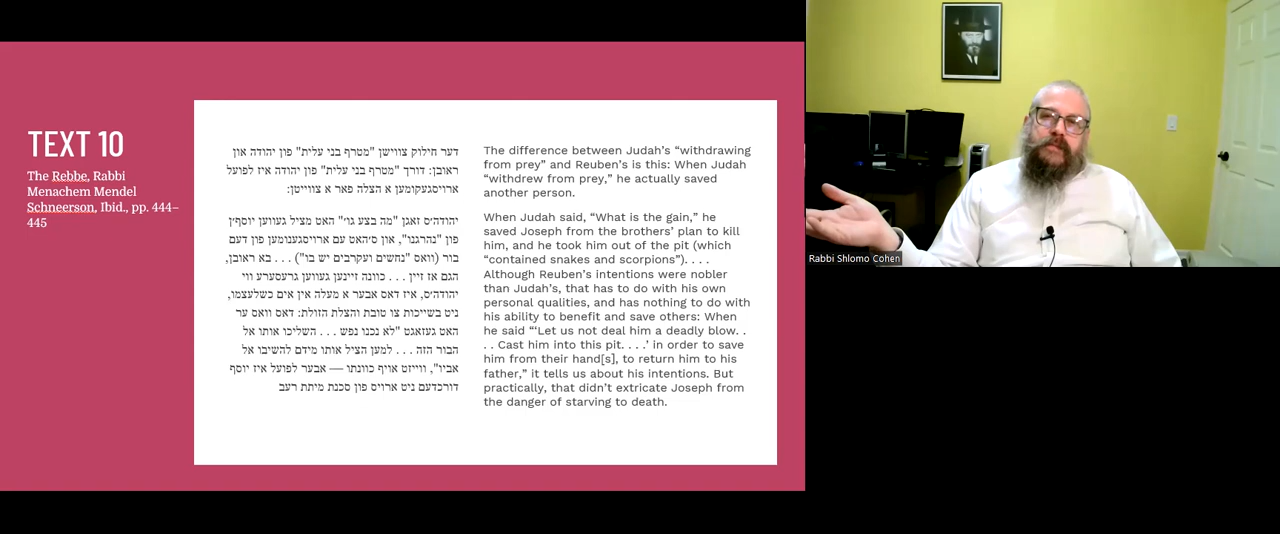 TEXT 10
The Rebbe, Rabbi
Menachem Mendel
Schneerson, Ibid., pp. 444–
445
דער חילוק צווישן "מטרף בני עלית" פון יהודה און
ראובן: דורך "מטרף בני עלית" פון יהודה איז לפועל
ארויסגעקומען א הצלה פאר א צווייטן:
יהודה׳ס זאגן "מה בצע גו׳" האט מציל געווען יוסף׳ן
פון "נהרגנו", און ס׳האט עם ארויסגענומען פון דעם
בור (וואס "נחשים ועקרבים יש בו") . . . בא ראובן,
הגם אז זיין . . . כוונה זיינען געווען גרעסערע ווי
יהודה׳ס, איז דאס אבער א מעלה אין אים כשלעצמו,
ניט בשייכות צו טובת והצלת הזולת: דאס וואס ער
האט געזאגט "לא נכנו נפש . . . השליכו אותו אל
הבור הזה . . . למען הציל אותו מידם להשיבו אל
אביו", ווייזט אויף כוונתו — אבער לפועל איז יוסף
דורכדעם ניט ארויס פון סכנת מיתת רעב
The difference between Judah’s “withdrawing
from prey” and Reuben’s is this: When Judah
“withdrew from prey,” he actually saved
another person.
When Judah said, “What is the gain,” he
saved Joseph from the brothers’ plan to kill
him, and he took him out of the pit (which
“contained snakes and scorpions”). . . .
Although Reuben’s intentions were nobler
than Judah’s, that has to do with his own
personal qualities, and has nothing to do with
his ability to benefit and save others: When
he said “‘Let us not deal him a deadly blow. .
. . Cast him into this pit. . . .’ in order to save
him from their hand[s], to return him to his
father,” it tells us about his intentions. But
practically, that didn’t extricate Joseph from
the danger of starving to death.
Rabbi Shlomo Cohen